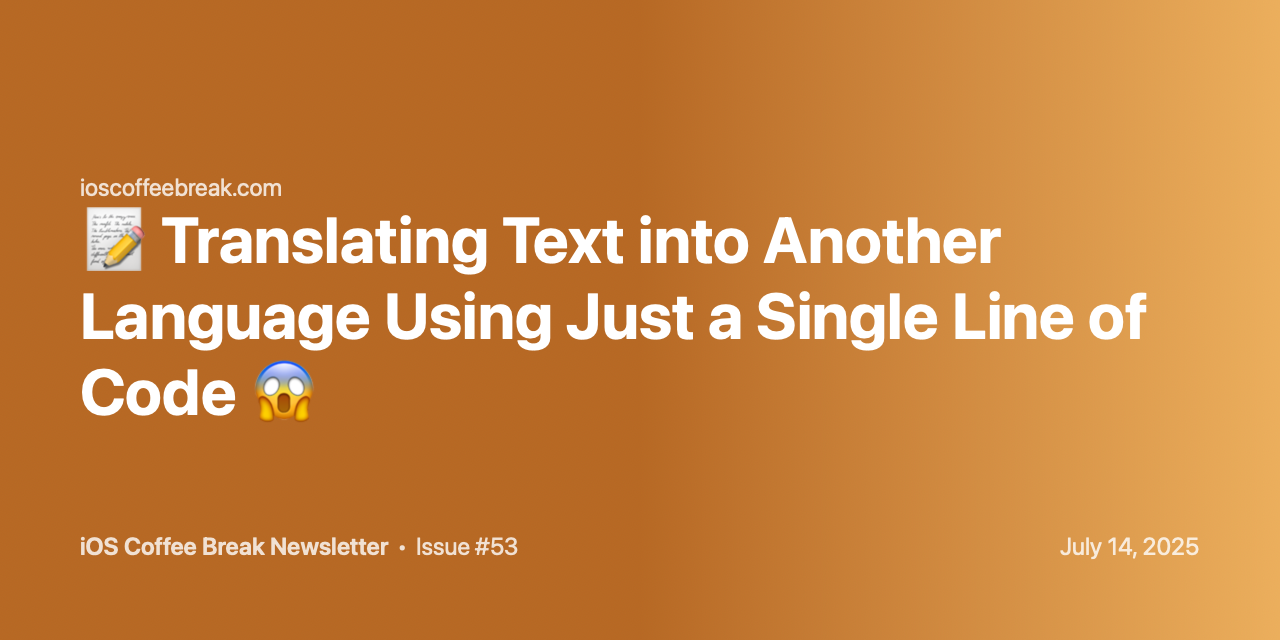 ioscoffeebreak.com
📝 Translating Text into Another
Language Using Just a Single Line of
Code 😱
iOS Coffee Break Newsletter • Issue #53
July 14, 2025